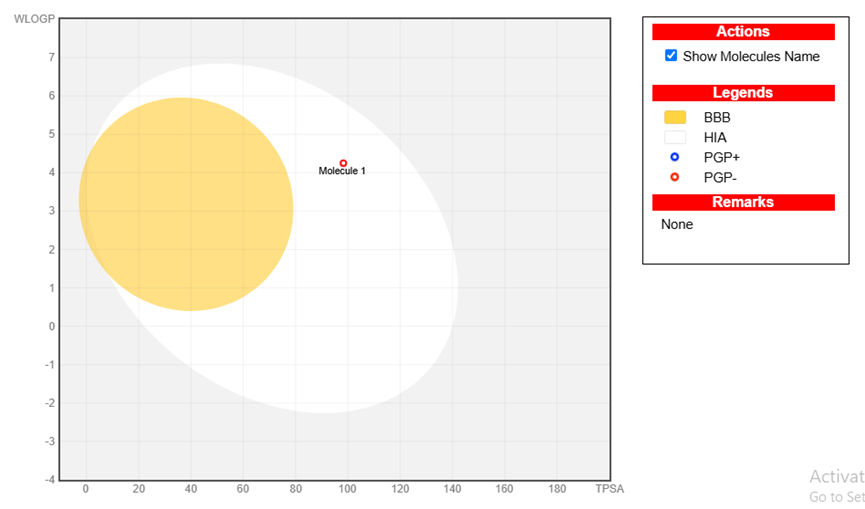 WLOGP
7
6
5
4
3
2
1
0
-1
-2
-3
-4
0 20 40 60 80 100 120 140 160 180 TPSA
Molecule 1
Actions
Show Molecules Name
Legends
BBB
HIA
PGP+
PGP-
Remarks
None
Activat
Go to Set